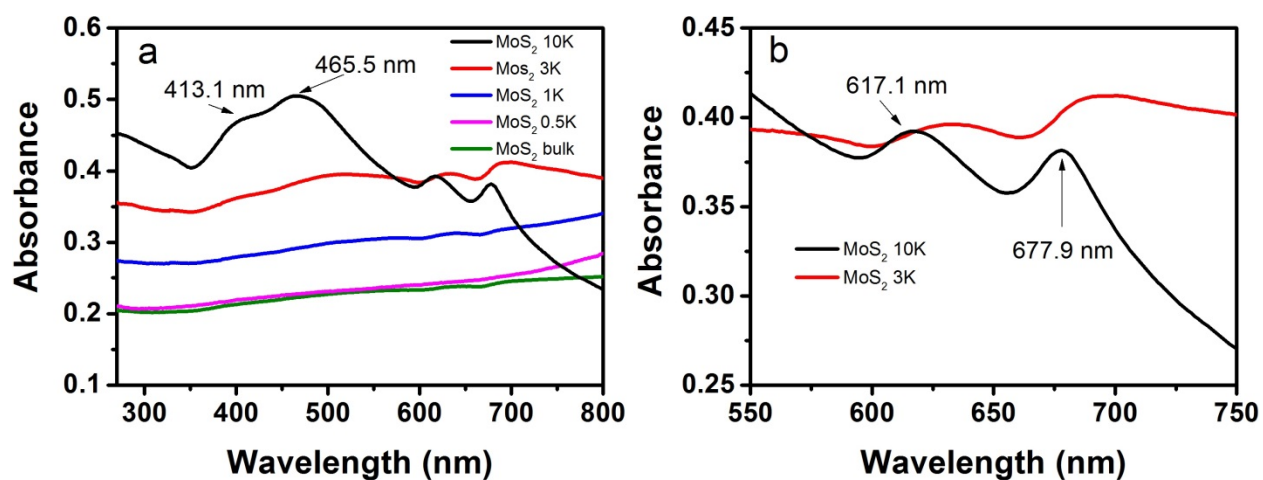 a
413.1 nm
465.5 nm
MoS2 10K
Mos2 3K
MoS2 1K
MoS2 0.5K
MoS2 bulk
Absorbance
0.6
0.5
0.4
0.3
0.2
0.1
300 400 500 600 700 800
Wavelength (nm)
b
617.1 nm
677.9 nm
MoS2 10K
MoS2 3K
Absorbance
0.45
0.40
0.35
0.30
0.25
550 600 650 700 750
Wavelength (nm)